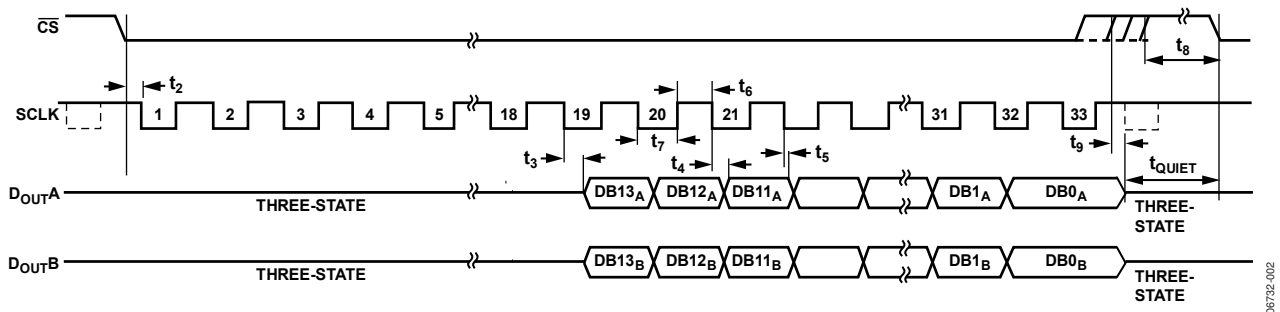 CS
t8
t2
t6
SCLK
1 2 3 4 5 18 19 20 21 31 32 33
t3
t7
t4
t5
t9
tQUIET
DOUTA
THREE-STATE
DB13A DB12A DB11A DB1A DB0A
THREE-
STATE
DOUTB
THREE-STATE
DB13B DB12B DB11B DB1B DB0B
THREE-
STATE
06732-002